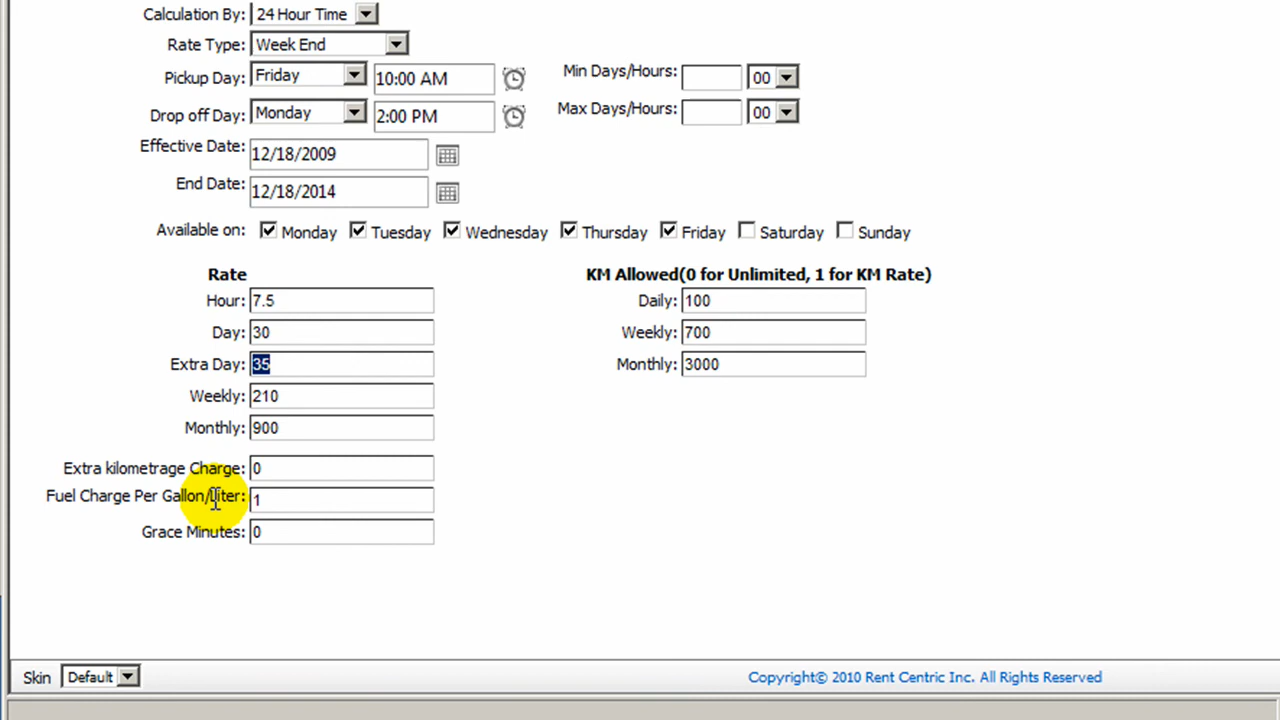 Calculation By: 24 Hour Time
Rate Type: Week End
Pickup Day: Friday 10:00 AM Min Days/Hours: 00
Drop off Day: Monday 2:00 PM Max Days/Hours: 00
Effective Date: 12/18/2009
End Date: 12/18/2014
Available on: Monday Tuesday Wednesday Thursday Friday Saturday Sunday
Rate KM Allowed(0 for Unlimited, 1 for KM Rate)
Hour: 7.5 Daily: 100
Day: 30 Weekly: 700
Extra Day: 35 Monthly: 3000
Weekly: 210
Monthly: 900
Extra kilometrage Charge: 0
Fuel Charge Per Gallon/Liter: 1
Grace Minutes: 0
Skin Default Copyright© 2010 Rent Centric Inc. All Rights Reserved